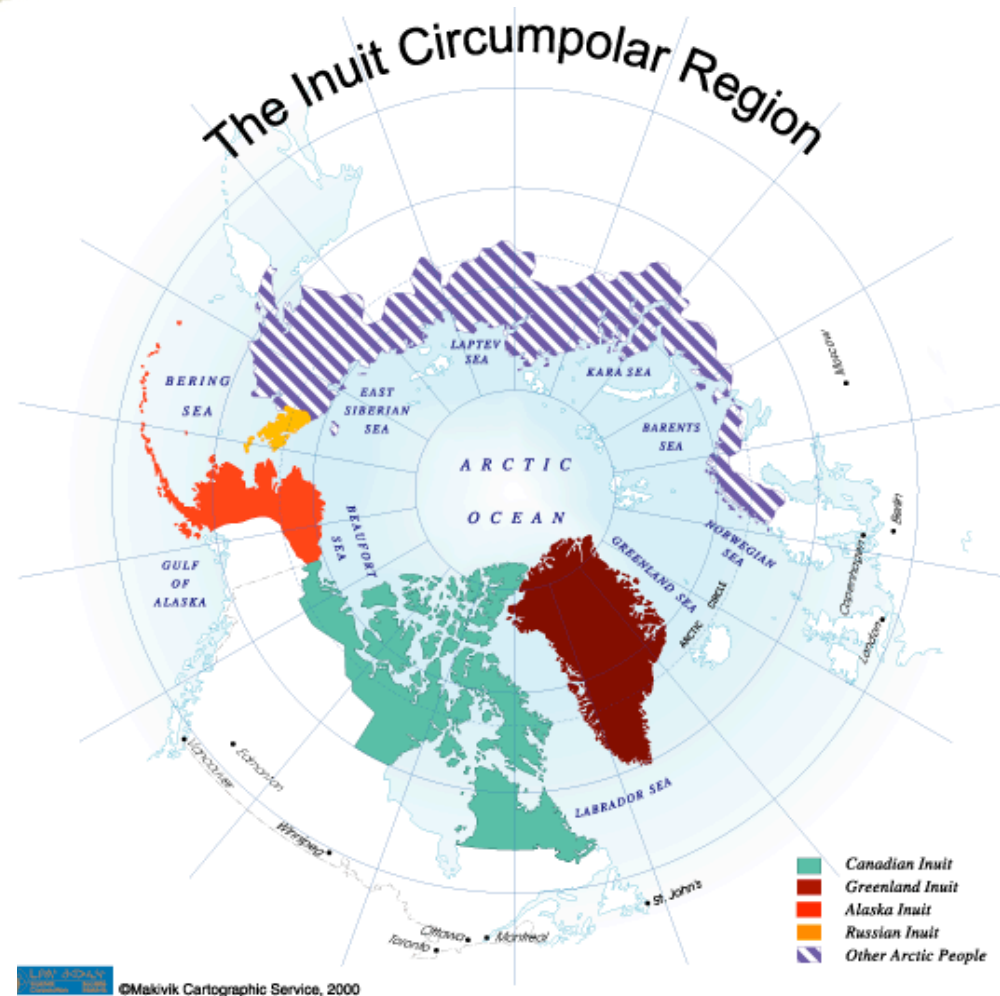 The Inuit Circumpolar Region
Moscow
LAPTEV
SEA
KARA SEA
BERING
SEA
EAST
SIBERIAN
SEA
BARENTS
SEA
ARCTIC
OCEAN
Berlin
BEAUFORT
SEA
NORWEGIAN
SEA
GREENLAND SEA
Copenhagen
GULF
OF
ALASKA
ARCTIC CIRCLE
London
Vancouver
Edmonton
LABRADOR SEA
Winnipeg
St. John's
Ottawa
Montreal
Toronto
Canadian Inuit
Greenland Inuit
Alaska Inuit
Russian Inuit
Other Arctic People
©Makivik Cartographic Service, 2000